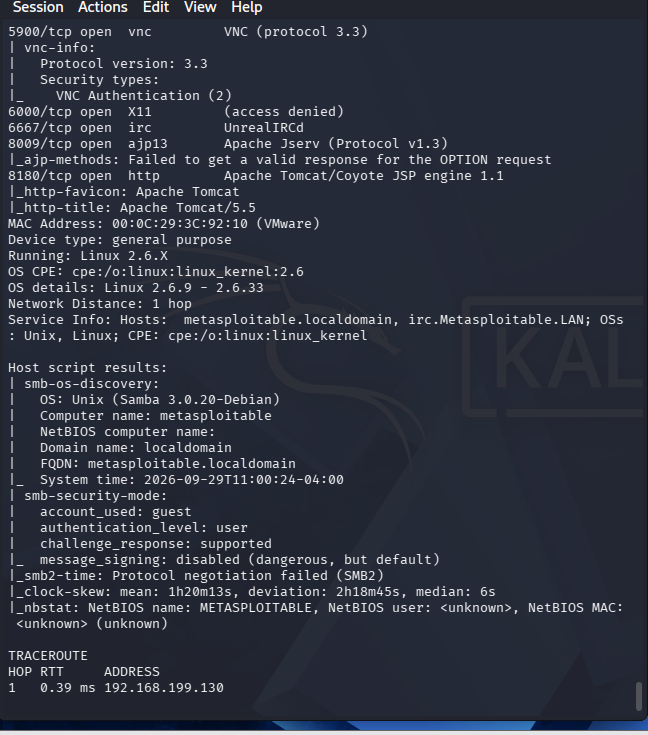 Session Actions Edit View Help
5900/tcp open  vnc         VNC (protocol 3.3)
| vnc-info:
|   Protocol version: 3.3
|   Security types:
|_    VNC Authentication (2)
6000/tcp open  X11         (access denied)
6667/tcp open  irc         UnrealIRCd
8009/tcp open  ajp13       Apache Jserv (Protocol v1.3)
|_ajp-methods: Failed to get a valid response for the OPTION request
8180/tcp open  http        Apache Tomcat/Coyote JSP engine 1.1
|_http-favicon: Apache Tomcat
|_http-title: Apache Tomcat/5.5
MAC Address: 00:0C:29:3C:92:10 (VMware)
Device type: general purpose
Running: Linux 2.6.X
OS CPE: cpe:/o:linux:linux_kernel:2.6
OS details: Linux 2.6.9 - 2.6.33
Network Distance: 1 hop
Service Info: Hosts:  metasploitable.localdomain, irc.Metasploitable.LAN; OSs
: Unix, Linux; CPE: cpe:/o:linux:linux_kernel
KAL
Host script results:
| smb-os-discovery:
|   OS: Unix (Samba 3.0.20-Debian)
|   Computer name: metasploitable
|   NetBIOS computer name:
|   Domain name: localdomain
|   FQDN: metasploitable.localdomain
|_  System time: 2026-09-29T11:00:24-04:00
| smb-security-mode:
|   account_used: guest
|   authentication_level: user
|   challenge_response: supported
|_  message_signing: disabled (dangerous, but default)
|_smb2-time: Protocol negotiation failed (SMB2)
|_clock-skew: mean: 1h20m13s, deviation: 2h18m45s, median: 6s
|_nbstat: NetBIOS name: METASPLOITABLE, NetBIOS user: <unknown>, NetBIOS MAC:
 <unknown> (unknown)

TRACEROUTE
HOP RTT     ADDRESS
1   0.39 ms 192.168.199.130